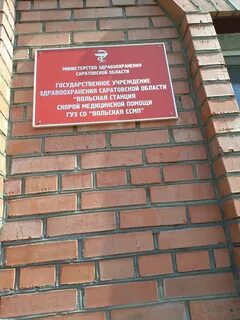 МИНИСТЕРСТВО ЗДРАВООХРАНЕНИЯ
САРАТОВСКОЙ ОБЛАСТИ
ГОСУДАРСТВЕННОЕ УЧРЕЖДЕНИЕ
ЗДРАВООХРАНЕНИЯ САРАТОВСКОЙ ОБЛАСТИ
"ВОЛЬСКАЯ СТАНЦИЯ
СКОРОЙ МЕДИЦИНСКОЙ ПОМОЩИ
ГУЗ СО "ВОЛЬСКАЯ ССМП"